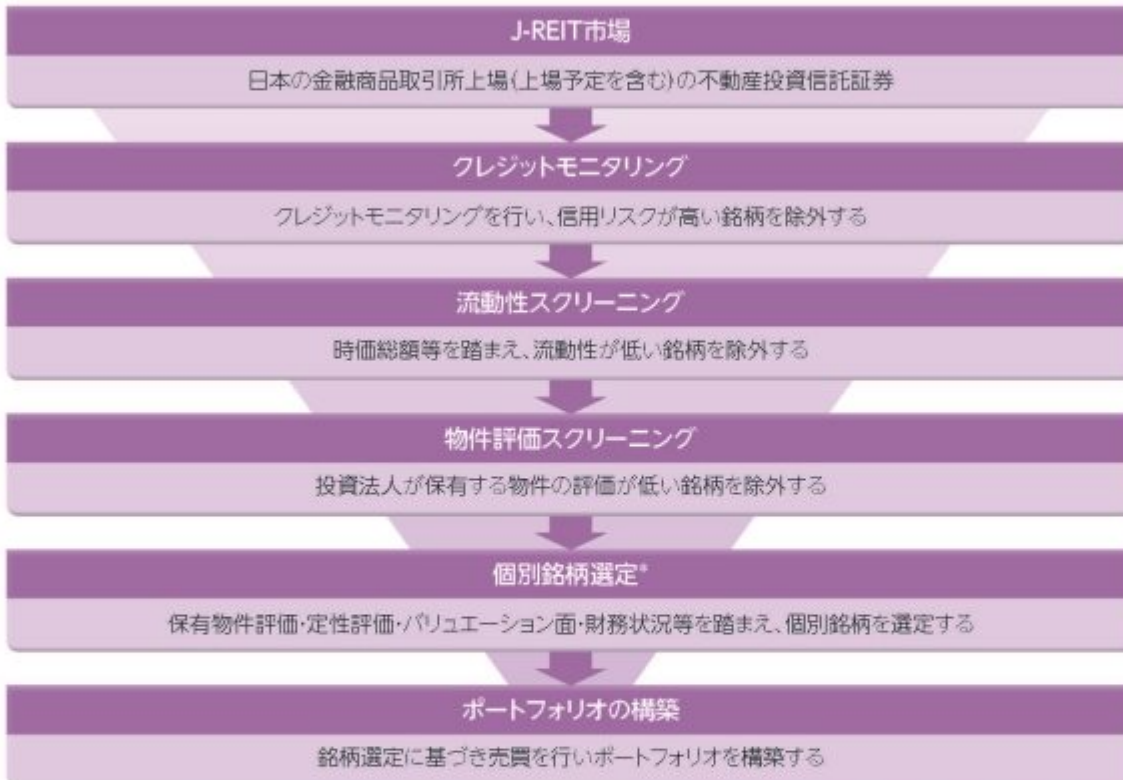 J-REIT市場
日本の金融商品取引所上場(上場予定を含む)の不動産投資信託証券
クレジットモニタリング
クレジットモニタリングを行い、信用リスクが高い銘柄を除外する
流動性スクリーニング
時価総額等を踏まえ、流動性が低い銘柄を除外する
物件評価スクリーニング
投資法人が保有する物件の評価が低い銘柄を除外する
個別銘柄選定*
保有物件評価・定性評価・バリュエーション面・財務状況等を踏まえ、個別銘柄を選定する
ポートフォリオの構築
銘柄選定に基づき売買を行いポートフォリオを構築する